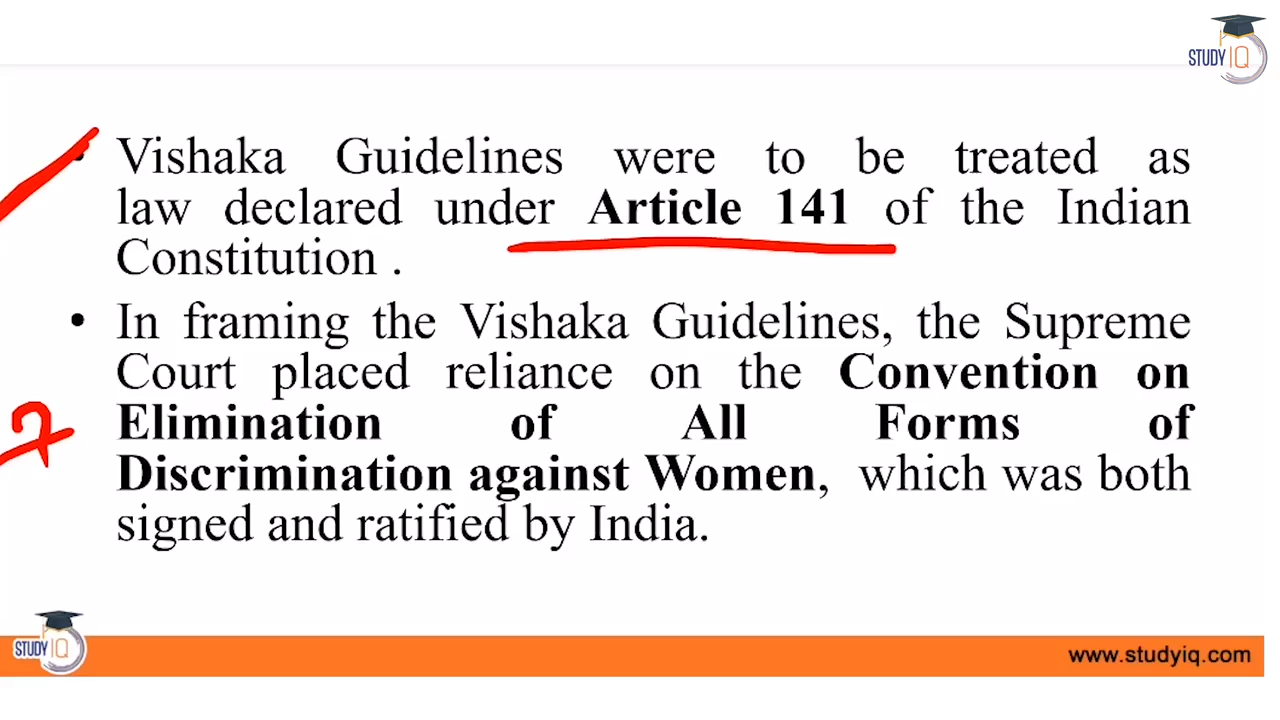 STUDY IQ
• Vishaka Guidelines were to be treated as
law declared under Article 141 of the Indian
Constitution .
• In framing the Vishaka Guidelines, the Supreme
Court placed reliance on the Convention on
Elimination of All Forms of
Discrimination against Women, which was both
signed and ratified by India.
STUDY IQ
www.studyiq.com